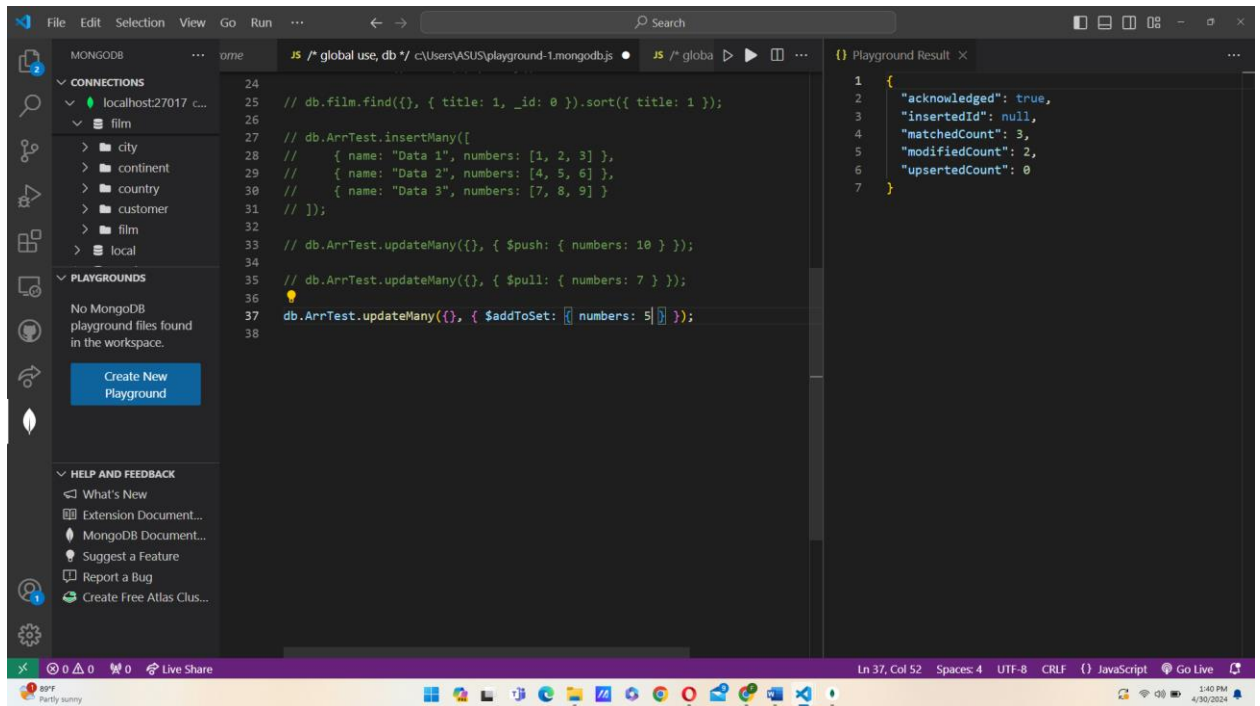 File Edit Selection View Go Run ... Search
MONGODB ...
CONNECTIONS
localhost:27017 c...
film
city
continent
country
customer
film
local
PLAYGROUNDS
No MongoDB
playground files found
in the workspace.
Create New
Playground
HELP AND FEEDBACK
What's New
Extension Document...
MongoDB Document...
Suggest a Feature
Report a Bug
Create Free Atlas Clus...
ome JS /* global use, db */ c:\Users\ASUS\playground-1.mongodb.js JS /* globa ...
24
25 // db.film.find({}, { title: 1, _id: 0 }).sort({ title: 1 });
26
27 // db.ArrTest.insertMany([
28 //     { name: "Data 1", numbers: [1, 2, 3] },
29 //     { name: "Data 2", numbers: [4, 5, 6] },
30 //     { name: "Data 3", numbers: [7, 8, 9] }
31 // ]);
32
33 // db.ArrTest.updateMany({}, { $push: { numbers: 10 } });
34
35 // db.ArrTest.updateMany({}, { $pull: { numbers: 7 } });
36
37 db.ArrTest.updateMany({}, { $addToSet: { numbers: 5 } });
38
{} Playground Result ...
1 {
2   "acknowledged": true,
3   "insertedId": null,
4   "matchedCount": 3,
5   "modifiedCount": 2,
6   "upsertedCount": 0
7 }
0 0 0 Live Share Ln 37, Col 52 Spaces: 4 UTF-8 CRLF {} JavaScript Go Live
89°F
Partly sunny
1:40 PM
4/30/2024